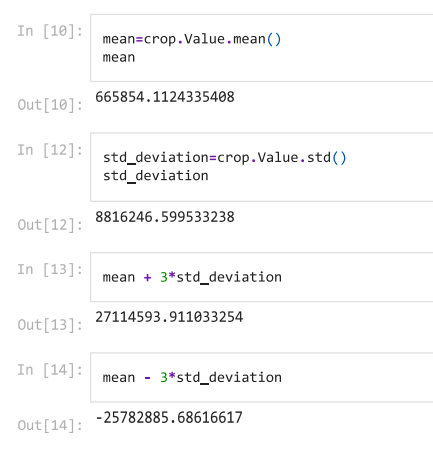 In [10]:
mean=crop.Value.mean()
mean
Out[10]:
665854.1124335408
In [12]:
std_deviation=crop.Value.std()
std_deviation
Out[12]:
8816246.599533238
In [13]:
mean + 3*std_deviation
Out[13]:
27114593.911033254
In [14]:
mean - 3*std_deviation
Out[14]:
-25782885.68616617